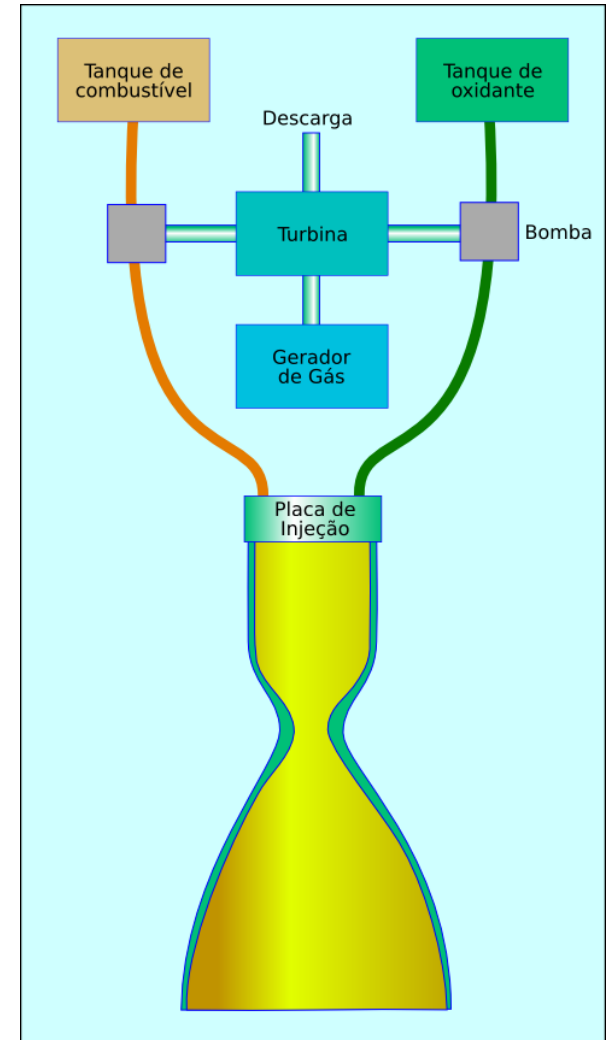 Tanque de
combustível
Tanque de
oxidante
Descarga
Turbina
Bomba
Gerador
de Gás
Placa de
Injeção